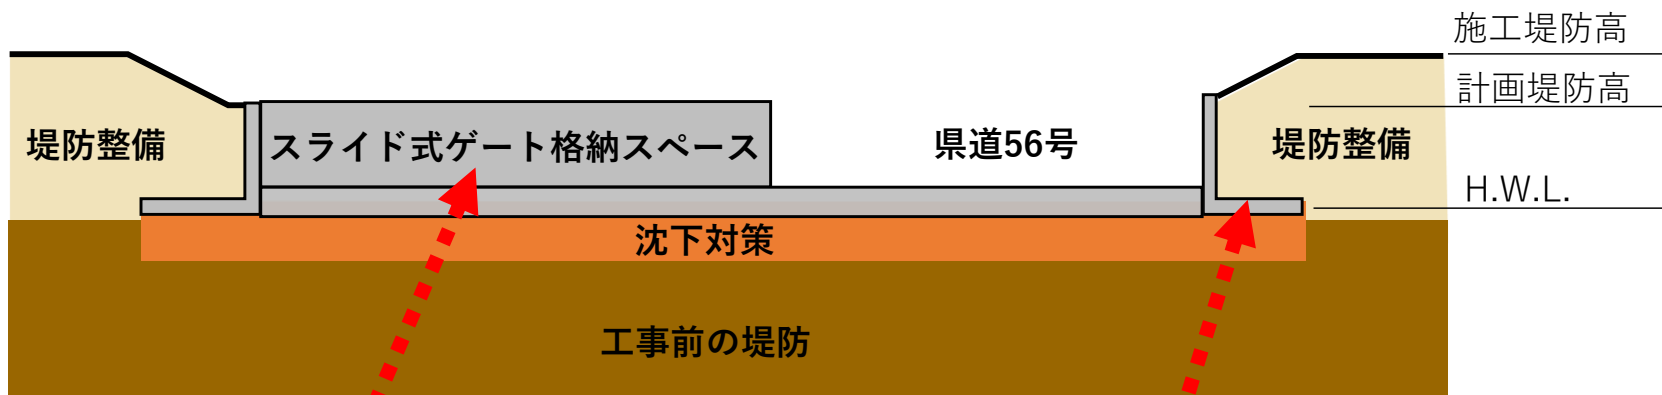 施工堤防高
計画堤防高
堤防整備
スライド式ゲート格納スペース
県道56号
堤防整備
H.W.L.
沈下対策
工事前の堤防